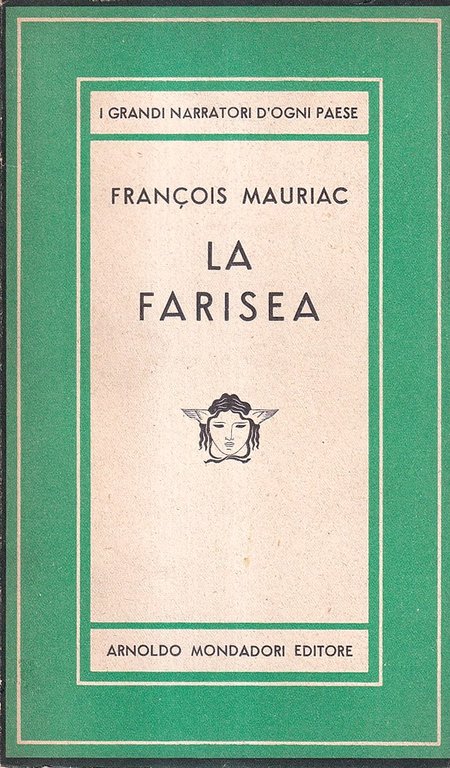 I GRANDI NARRATORI D'OGNI PAESE
FRANÇOIS MAURIAC
LA
FARISEA
ARNOLDO MONDADORI EDITORE